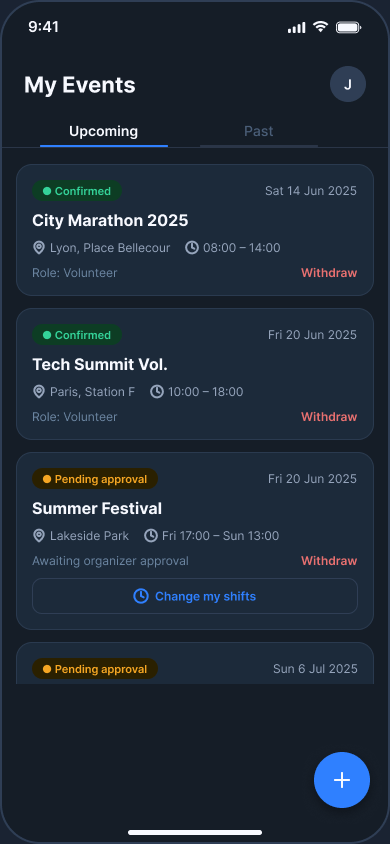 9:41
My Events
J
Upcoming Past
Confirmed Sat 14 Jun 2025
City Marathon 2025
Lyon, Place Bellecour 08:00 – 14:00
Role: Volunteer Withdraw
Confirmed Fri 20 Jun 2025
Tech Summit Vol.
Paris, Station F 10:00 – 18:00
Role: Volunteer Withdraw
Pending approval Fri 20 Jun 2025
Summer Festival
Lakeside Park Fri 17:00 – Sun 13:00
Awaiting organizer approval Withdraw
Change my shifts
Pending approval Sun 6 Jul 2025